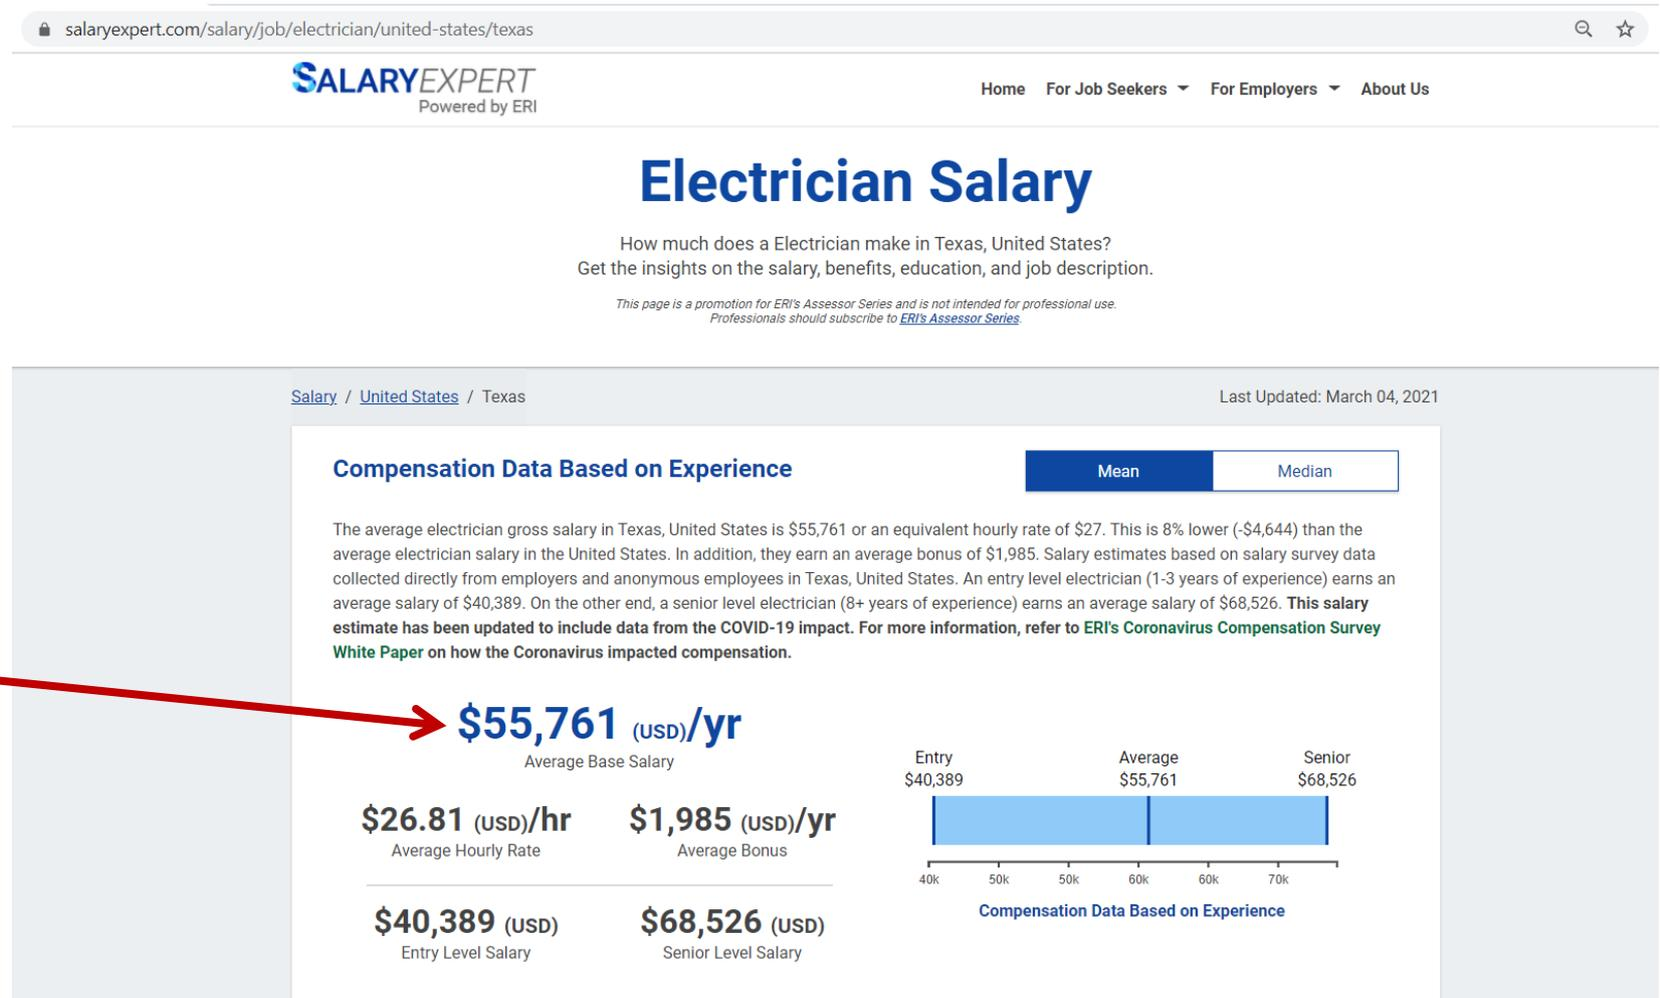 salaryexpert.com/salary/job/electrician/united-states/texas
SALARYEXPERT
Powered by ERI
Home For Job Seekers For Employers About Us
Electrician Salary
How much does a Electrician make in Texas, United States?
Get the insights on the salary, benefits, education, and job description.
This page is a promotion for ERI's Assessor Series and is not intended for professional use.
Professionals should subscribe to ERI's Assessor Series.
Salary / United States / Texas
Last Updated: March 04, 2021
Compensation Data Based on Experience
Mean Median
The average electrician gross salary in Texas, United States is $55,761 or an equivalent hourly rate of $27. This is 8% lower (-$4,644) than the
average electrician salary in the United States. In addition, they earn an average bonus of $1,985. Salary estimates based on salary survey data
collected directly from employers and anonymous employees in Texas, United States. An entry level electrician (1-3 years of experience) earns an
average salary of $40,389. On the other end, a senior level electrician (8+ years of experience) earns an average salary of $68,526. This salary
estimate has been updated to include data from the COVID-19 impact. For more information, refer to ERI's Coronavirus Compensation Survey
White Paper on how the Coronavirus impacted compensation.
$55,761 (USD)/yr
Average Base Salary
$26.81 (USD)/hr
Average Hourly Rate
$1,985 (USD)/yr
Average Bonus
$40,389 (USD)
Entry Level Salary
$68,526 (USD)
Senior Level Salary
Entry Average Senior
$40,389 $55,761 $68,526
40k 50k 50k 60k 60k 70k
Compensation Data Based on Experience